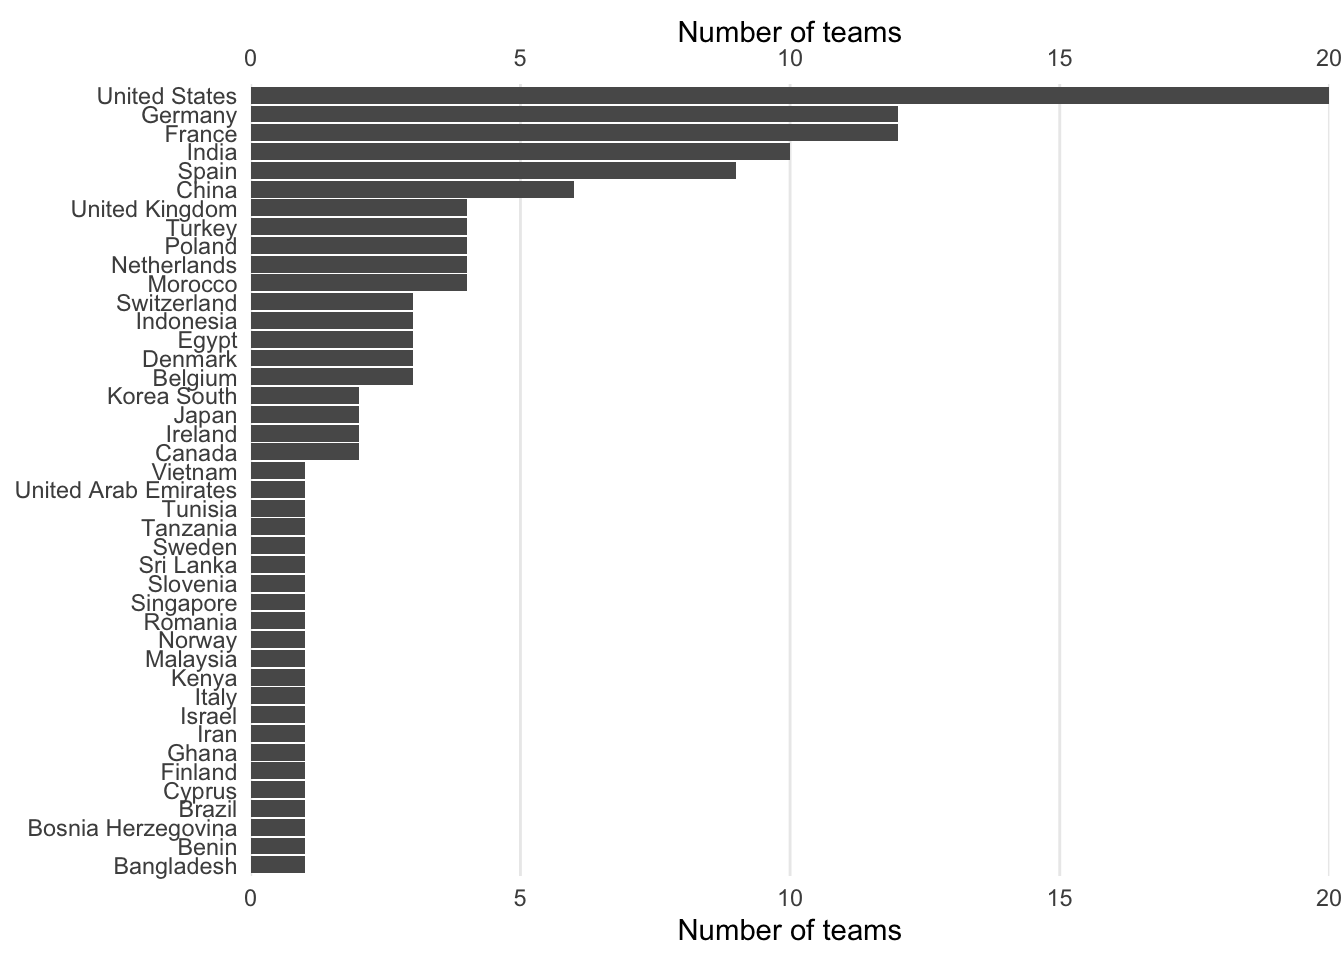 Number of teams
0 5 10 15 20
United States
Germany
France
India
Spain
China
United Kingdom
Turkey
Poland
Netherlands
Morocco
Switzerland
Indonesia
Egypt
Denmark
Belgium
Korea South
Japan
Ireland
Canada
Vietnam
United Arab Emirates
Tunisia
Tanzania
Sweden
Sri Lanka
Slovenia
Singapore
Romania
Norway
Malaysia
Kenya
Italy
Israel
Iran
Ghana
Finland
Cyprus
Brazil
Bosnia Herzegovina
Benin
Bangladesh
0 5 10 15 20
Number of teams